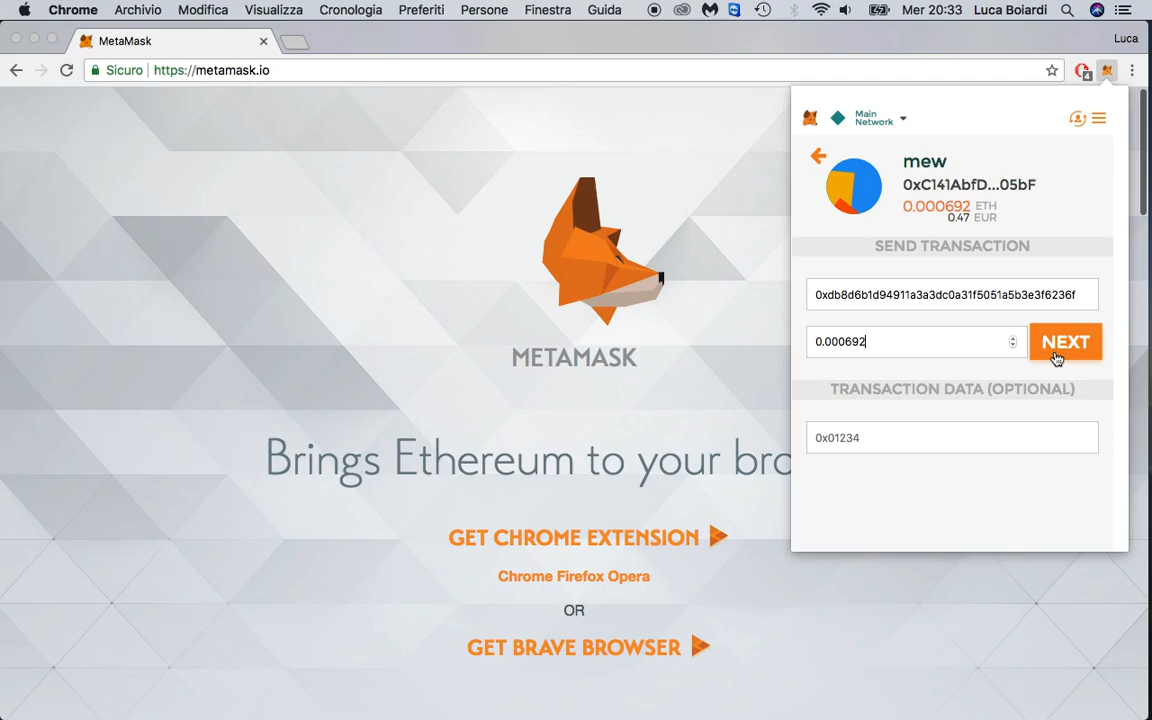 Chrome Archivio Modifica Visualizza Cronologia Preferiti Persone Finestra Guida Mer 20:33 Luca Boiardi
MetaMask
Luca
Sicuro https://metamask.io
4
Main
Network
mew
0xC141AbfD...05bF
0.000692 ETH
0.47 EUR
SEND TRANSACTION
0xdb8d6b1d94911a3a3dc0a31f5051a5b3e3f6236f
0.000692
NEXT
TRANSACTION DATA (OPTIONAL)
0x01234
METAMASK
Brings Ethereum to your bro
GET CHROME EXTENSION
Chrome Firefox Opera
OR
GET BRAVE BROWSER